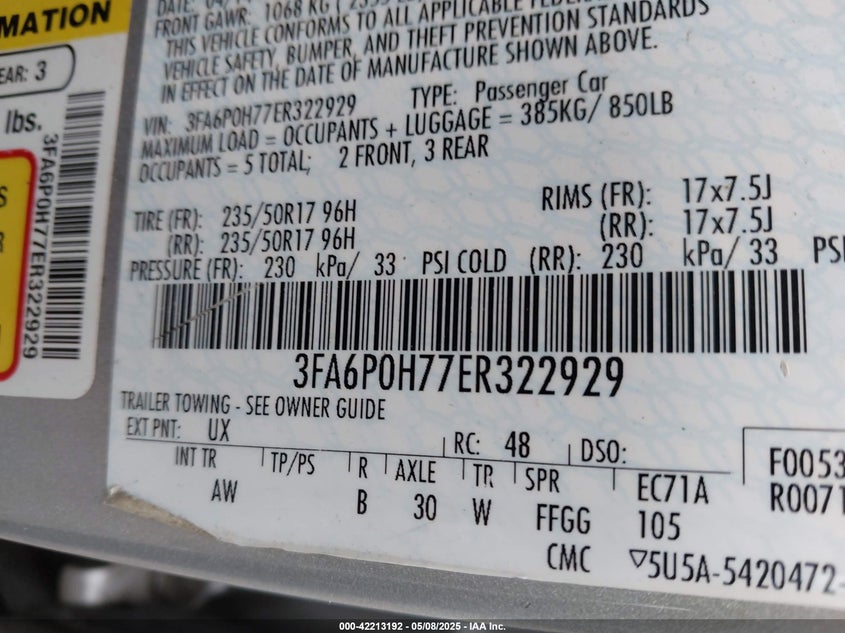 MATION
EAR: 3
lbs.
3FA6P0H77ER322929
DATE: 04/
FRONT GAWR: 1068 KG
THIS VEHICLE CONFORMS TO ALL APPLICABLE
VEHICLE SAFETY, BUMPER, AND THEFT PREVENTION STANDARDS
IN EFFECT ON THE DATE OF MANUFACTURE SHOWN ABOVE.
VIN: 3FA6P0H77ER322929 TYPE: Passenger Car
MAXIMUM LOAD = OCCUPANTS + LUGGAGE = 385KG/ 850LB
OCCUPANTS = 5 TOTAL; 2 FRONT, 3 REAR
TIRE (FR): 235/50R17 96H RIMS (FR): 17x7.5J
(RR): 235/50R17 96H (RR): 17x7.5J
PRESSURE (FR): 230 kPa/ 33 PSI COLD (RR): 230 kPa/ 33 PSI
3FA6P0H77ER322929
TRAILER TOWING - SEE OWNER GUIDE
EXT PNT: UX RC: 48 DSO:
INT TR TP/PS R AXLE TR SPR EC71A F0053
AW B 30 W FFGG 105 R0071
CMC ▽5U5A-5420472-
000-42213192 - 05/08/2025 - IAA Inc.